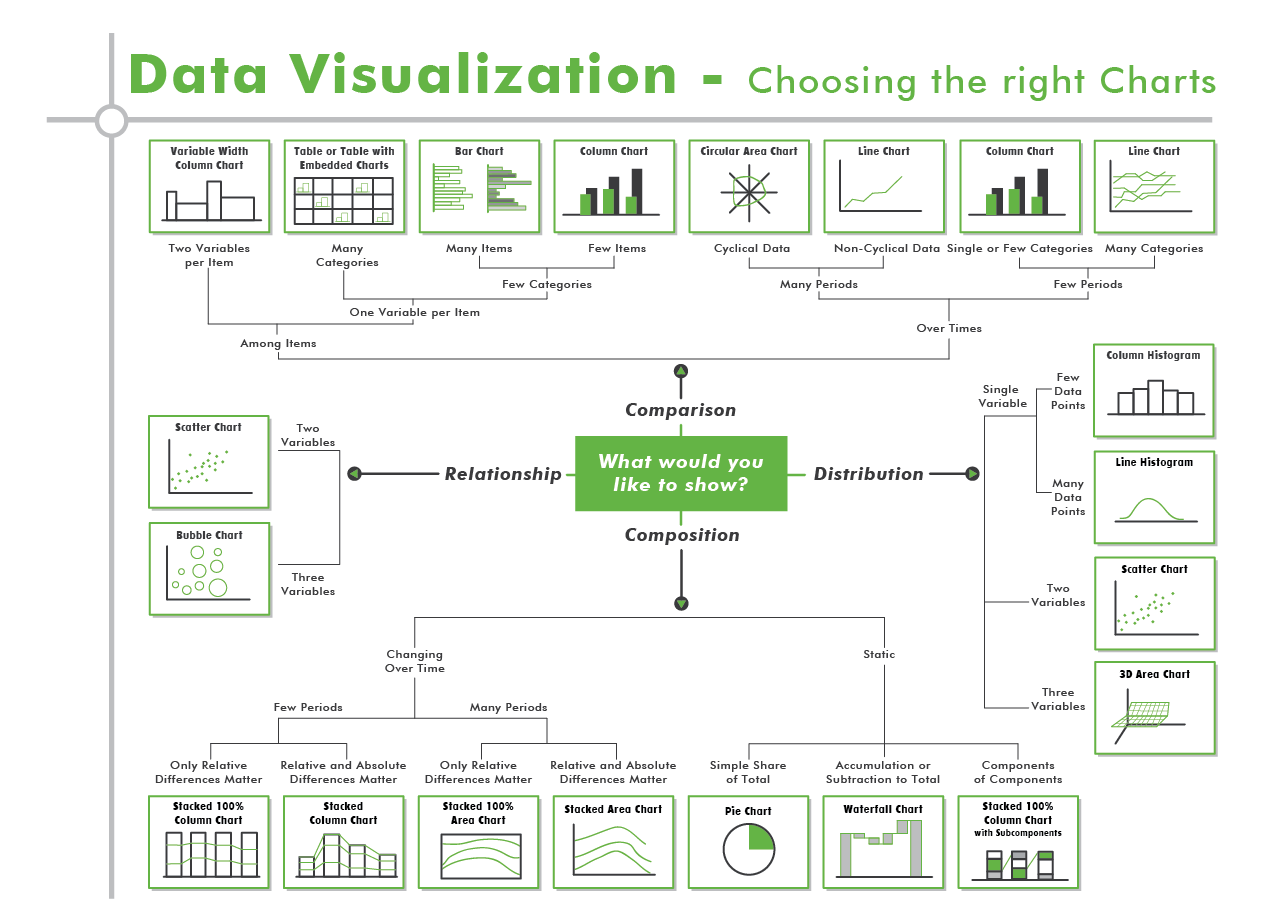 Data Visualization - Choosing the right Charts
Variable Width
Column Chart
Table or Table with
Embedded Charts
Bar Chart
Column Chart
Circular Area Chart
Line Chart
Column Chart
Line Chart
Two Variables
per Item
Many
Categories
Many Items
Few Items
Cyclical Data
Non-Cyclical Data
Single or Few Categories
Many Categories
Few Categories
Many Periods
Few Periods
One Variable per Item
Over Times
Among Items
Comparison
Relationship
What would you
like to show?
Distribution
Composition
Scatter Chart
Two
Variables
Bubble Chart
Three
Variables
Single
Variable
Few
Data
Points
Column Histogram
Many
Data
Points
Line Histogram
Two
Variables
Scatter Chart
Three
Variables
3D Area Chart
Changing
Over Time
Static
Few Periods
Many Periods
Only Relative
Differences Matter
Relative and Absolute
Differences Matter
Only Relative
Differences Matter
Relative and Absolute
Differences Matter
Simple Share
of Total
Accumulation or
Subtraction to Total
Components
of Components
Stacked 100%
Column Chart
Stacked
Column Chart
Stacked 100%
Area Chart
Stacked Area Chart
Pie Chart
Waterfall Chart
Stacked 100%
Column Chart
with Subcomponents